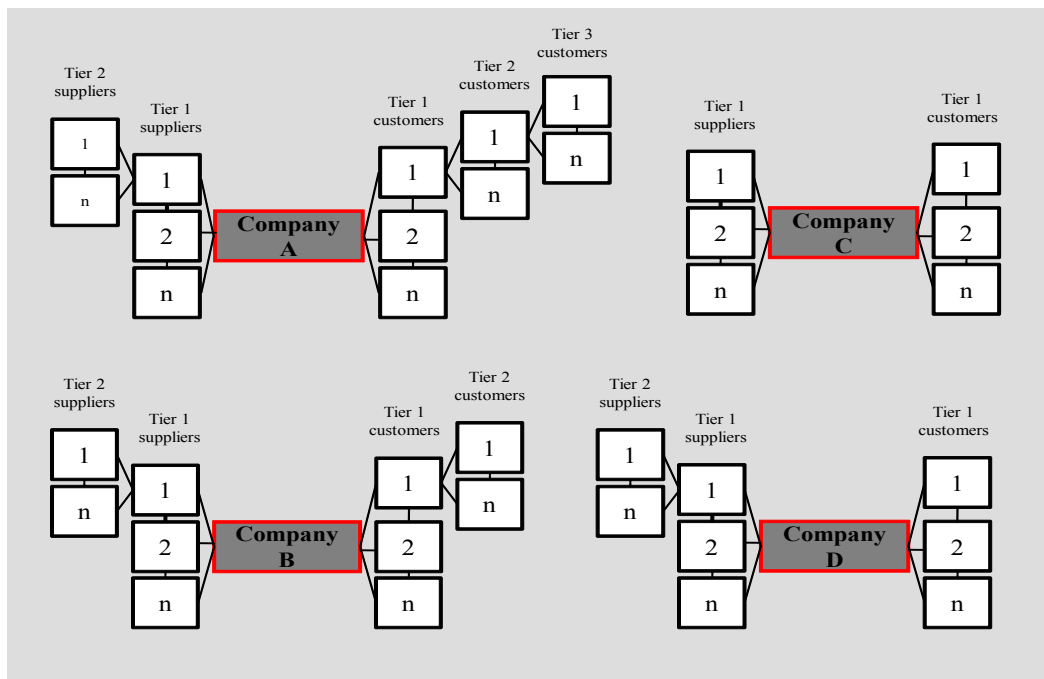 Tier 3
customers
Tier 2
customers
Tier 2
suppliers
Tier 1
suppliers
Tier 1
customers
1
n
1
2
n
Company
A
1
2
n
1
n
1
n
Tier 1
suppliers
Tier 1
customers
1
2
n
Company
C
1
2
n
Tier 2
suppliers
Tier 1
suppliers
Tier 1
customers
Tier 2
customers
1
n
1
2
n
Company
B
1
2
n
1
n
Tier 2
suppliers
Tier 1
suppliers
Tier 1
customers
1
n
1
2
n
Company
D
1
2
n